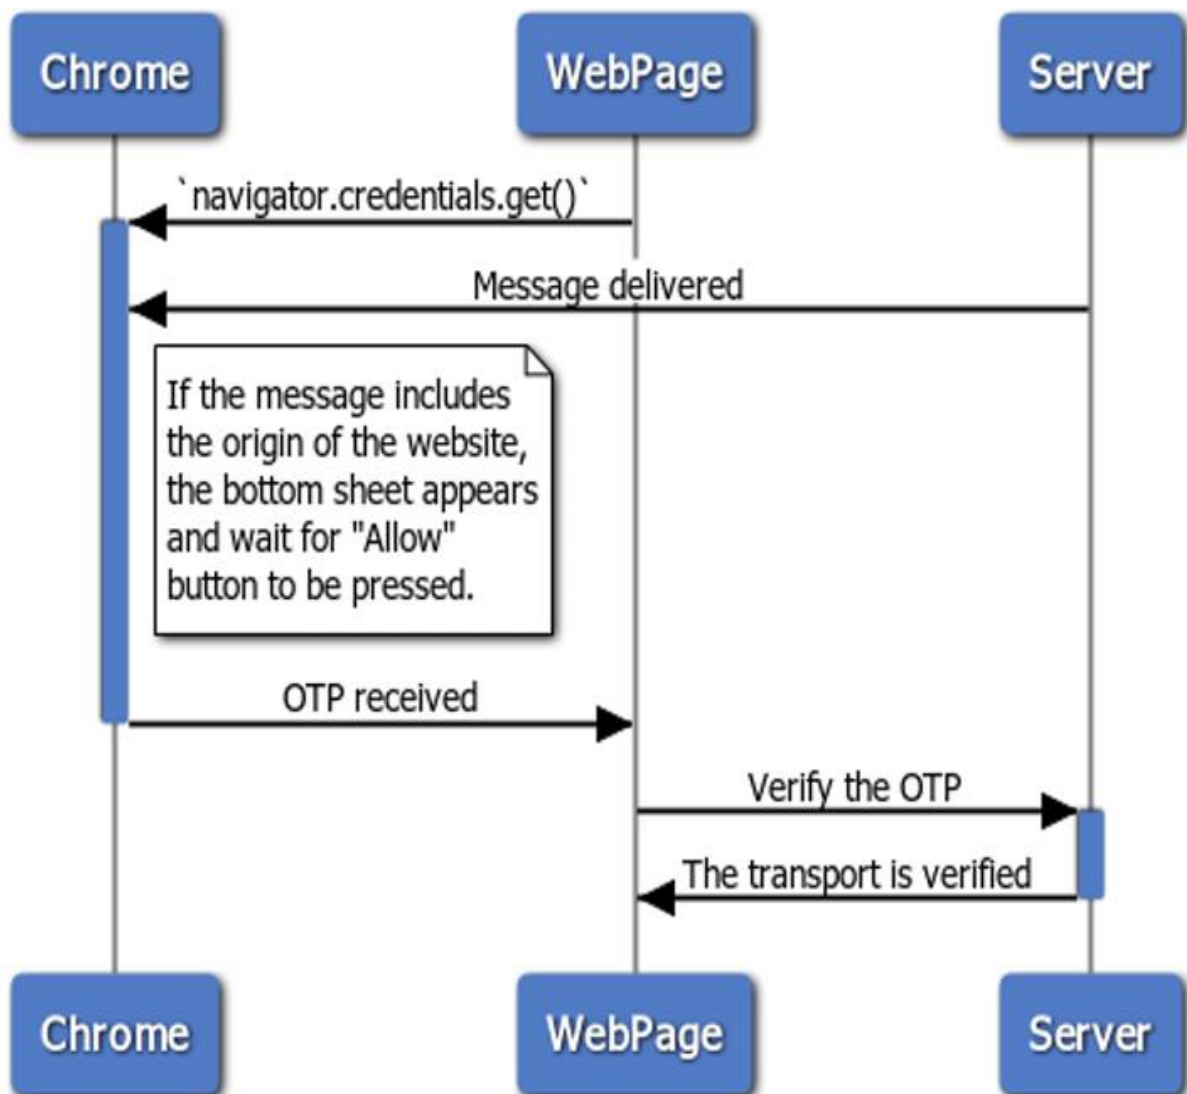 Chrome
WebPage
Server
`navigator.credentials.get()`
Message delivered
If the message includes
the origin of the website,
the bottom sheet appears
and wait for "Allow"
button to be pressed.
OTP received
Verify the OTP
The transport is verified
Chrome
WebPage
Server